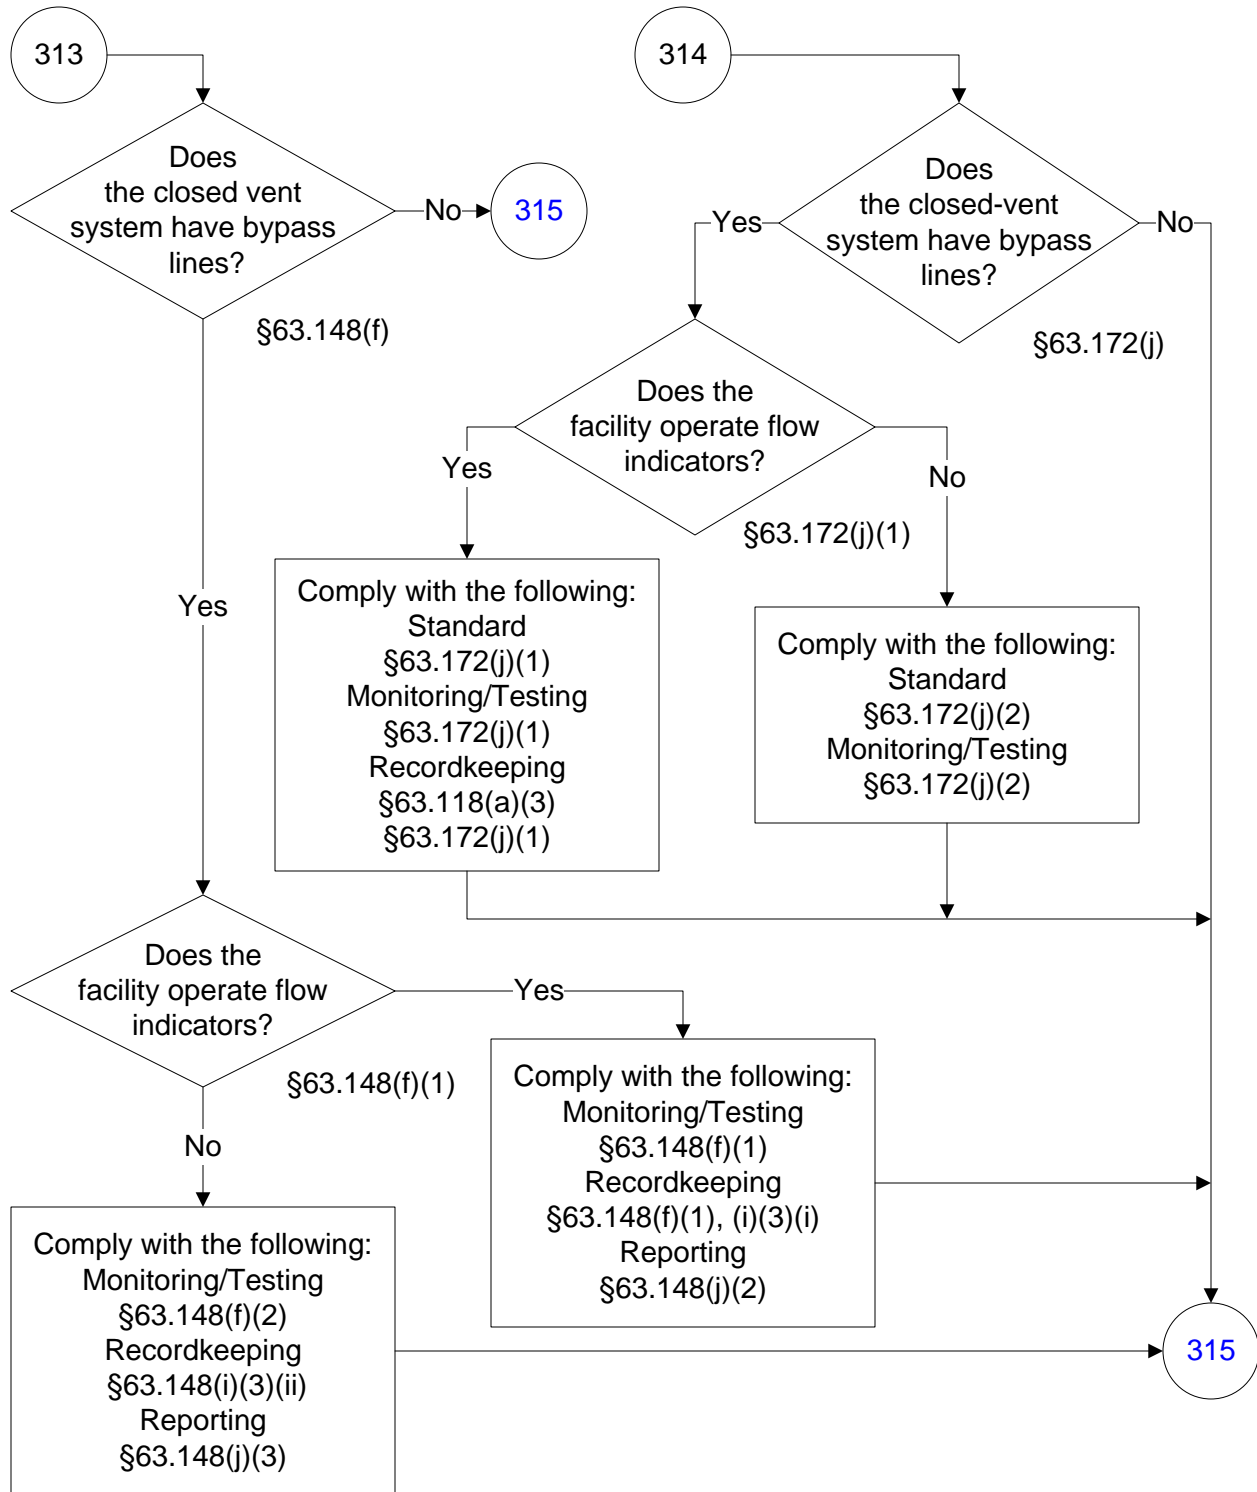 313
314
Does
the closed vent
system have bypass
lines?
No
315
§63.148(f)
Does
the closed-vent
system have bypass
lines?
Yes
No
§63.172(j)
Does the
facility operate flow
indicators?
Yes
No
§63.172(j)(1)
Yes
Comply with the following:
Standard
§63.172(j)(1)
Monitoring/Testing
§63.172(j)(1)
Recordkeeping
§63.118(a)(3)
§63.172(j)(1)
Comply with the following:
Standard
§63.172(j)(2)
Monitoring/Testing
§63.172(j)(2)
Does the
facility operate flow
indicators?
Yes
§63.148(f)(1)
No
Comply with the following:
Monitoring/Testing
§63.148(f)(1)
Recordkeeping
§63.148(f)(1), (i)(3)(i)
Reporting
§63.148(j)(2)
Comply with the following:
Monitoring/Testing
§63.148(f)(2)
Recordkeeping
§63.148(i)(3)(ii)
Reporting
§63.148(j)(3)
315